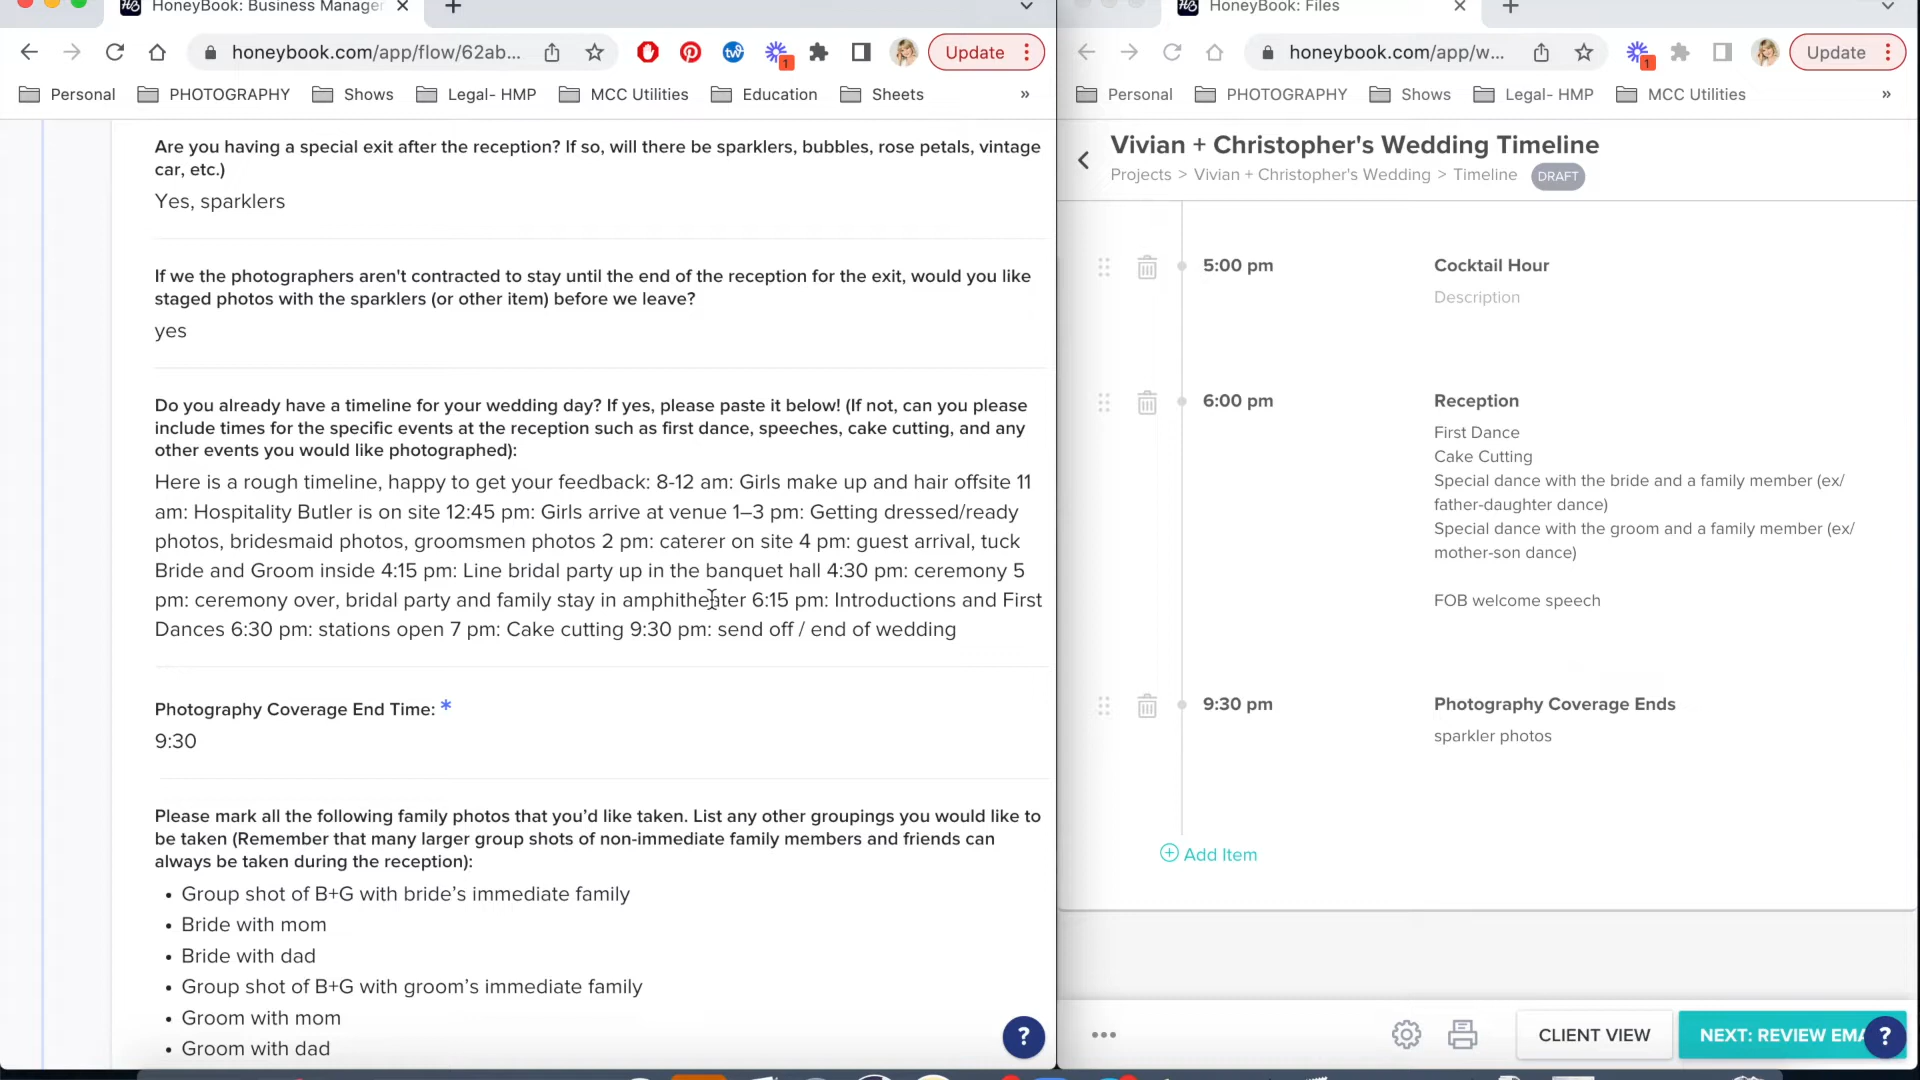 HoneyBook: Business Manager
honeybook.com/app/flow/62ab...
1
Update
Personal
PHOTOGRAPHY
Shows
Legal- HMP
MCC Utilities
Education
Sheets
»
Are you having a special exit after the reception? If so, will there be sparklers, bubbles, rose petals, vintage
car, etc.)
Yes, sparklers
If we the photographers aren't contracted to stay until the end of the reception for the exit, would you like
staged photos with the sparklers (or other item) before we leave?
yes
Do you already have a timeline for your wedding day? If yes, please paste it below! (If not, can you please
include times for the specific events at the reception such as first dance, speeches, cake cutting, and any
other events you would like photographed):
Here is a rough timeline, happy to get your feedback: 8-12 am: Girls make up and hair offsite 11
am: Hospitality Butler is on site 12:45 pm: Girls arrive at venue 1–3 pm: Getting dressed/ready
photos, bridesmaid photos, groomsmen photos 2 pm: caterer on site 4 pm: guest arrival, tuck
Bride and Groom inside 4:15 pm: Line bridal party up in the banquet hall 4:30 pm: ceremony 5
pm: ceremony over, bridal party and family stay in amphitheater 6:15 pm: Introductions and First
Dances 6:30 pm: stations open 7 pm: Cake cutting 9:30 pm: send off / end of wedding
Photography Coverage End Time: *
9:30
Please mark all the following family photos that you’d like taken. List any other groupings you would like to
be taken (Remember that many larger group shots of non-immediate family members and friends can
always be taken during the reception):
• Group shot of B+G with bride’s immediate family
• Bride with mom
• Bride with dad
• Group shot of B+G with groom’s immediate family
• Groom with mom
• Groom with dad
?
HoneyBook: Files
honeybook.com/app/w...
1
Update
Personal
PHOTOGRAPHY
Shows
Legal- HMP
MCC Utilities
»
Vivian + Christopher's Wedding Timeline
Projects > Vivian + Christopher's Wedding > Timeline DRAFT
5:00 pm
Cocktail Hour
Description
6:00 pm
Reception
First Dance
Cake Cutting
Special dance with the bride and a family member (ex/
father-daughter dance)
Special dance with the groom and a family member (ex/
mother-son dance)
FOB welcome speech
9:30 pm
Photography Coverage Ends
sparkler photos
Add Item
CLIENT VIEW
NEXT: REVIEW EMA
?